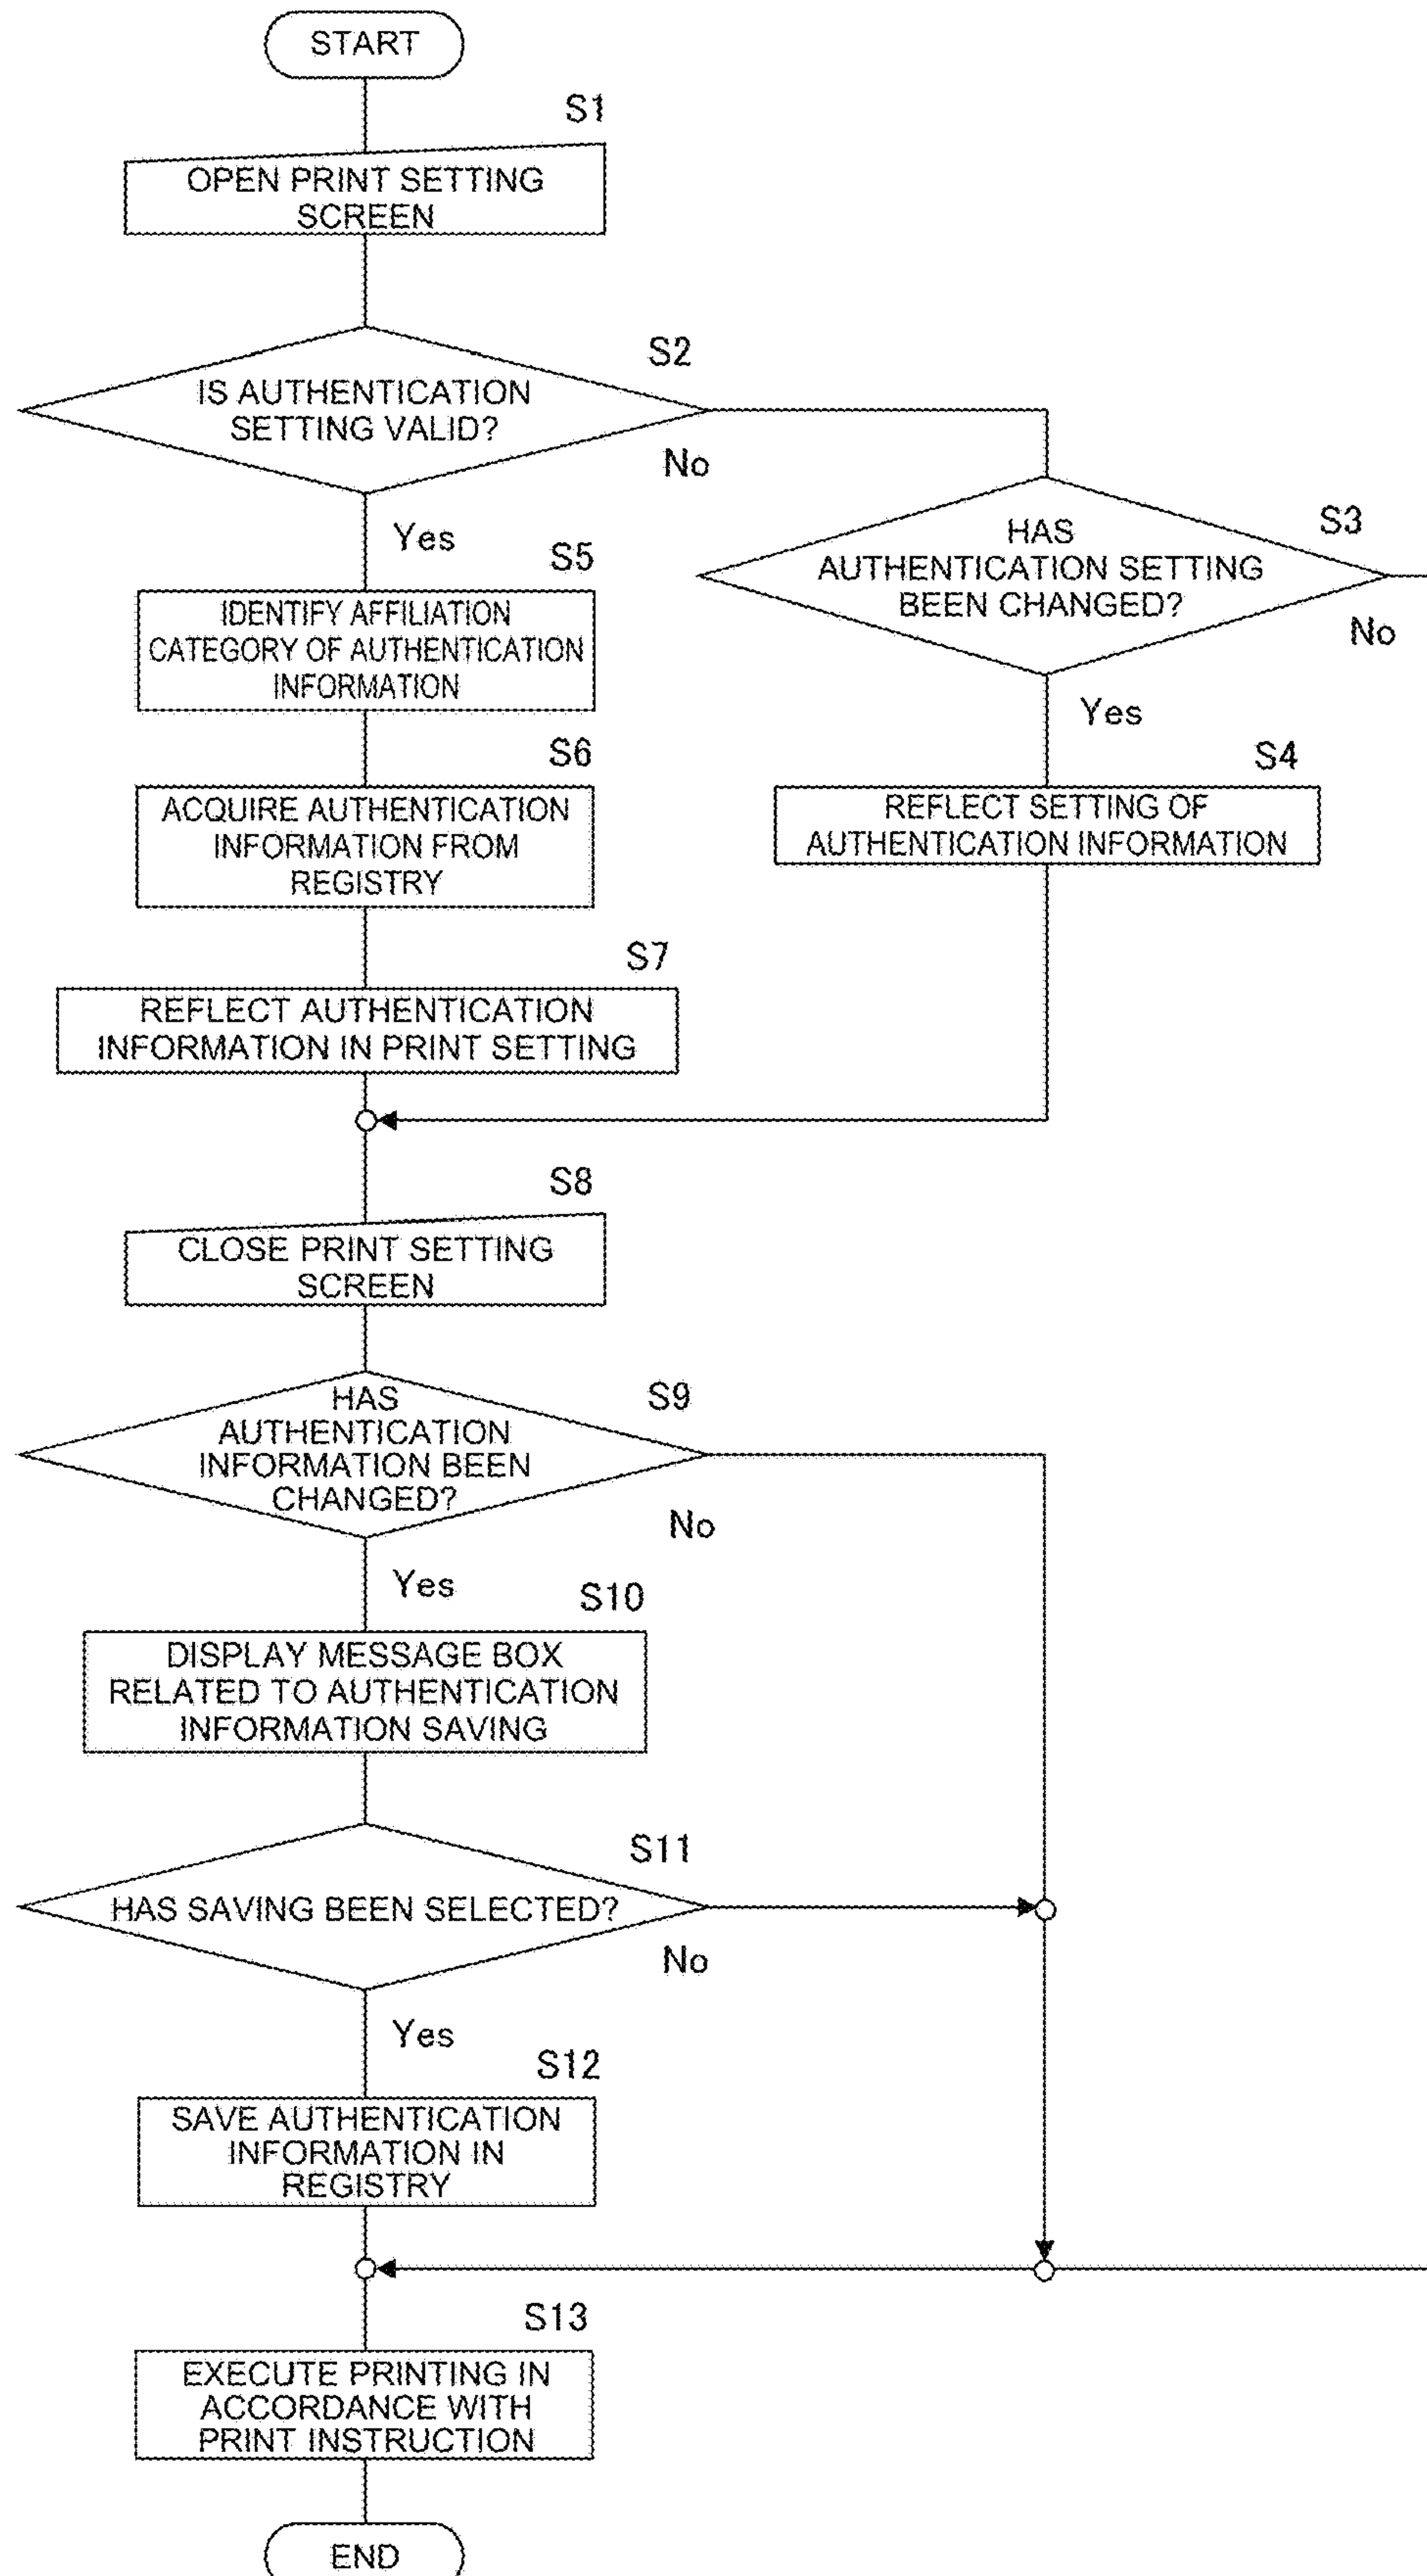 START
S1
OPEN PRINT SETTING
SCREEN
S2
IS AUTHENTICATION
SETTING VALID?
No
Yes
S3
HAS
AUTHENTICATION SETTING
BEEN CHANGED?
No
Yes
S4
REFLECT SETTING OF
AUTHENTICATION INFORMATION
S5
IDENTIFY AFFILIATION
CATEGORY OF AUTHENTICATION
INFORMATION
S6
ACQUIRE AUTHENTICATION
INFORMATION FROM
REGISTRY
S7
REFLECT AUTHENTICATION
INFORMATION IN PRINT SETTING
S8
CLOSE PRINT SETTING
SCREEN
S9
HAS
AUTHENTICATION
INFORMATION BEEN
CHANGED?
No
Yes
S10
DISPLAY MESSAGE BOX
RELATED TO AUTHENTICATION
INFORMATION SAVING
S11
HAS SAVING BEEN SELECTED?
No
Yes
S12
SAVE AUTHENTICATION
INFORMATION IN
REGISTRY
S13
EXECUTE PRINTING IN
ACCORDANCE WITH
PRINT INSTRUCTION
END